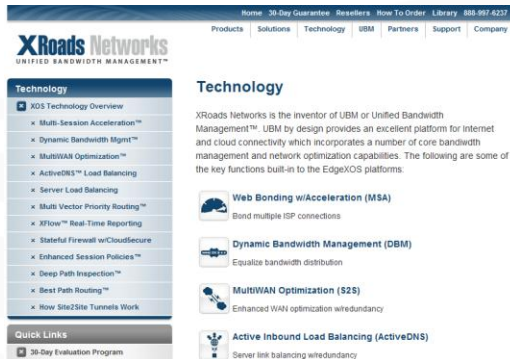 Home 30-Day Guarantee Resellers How To Order Library 888-997-6237
Products Solutions Technology UBM Partners Support Company
XRoads Networks
UNIFIED BANDWIDTH MANAGEMENT™
Technology
XOS Technology Overview
Multi-Session Acceleration™
Dynamic Bandwidth Mgmt™
MultiWAN Optimization™
ActiveDNS™ Load Balancing
Server Load Balancing
Multi Vector Priority Routing™
XFlow™ Real-Time Reporting
Stateful Firewall w/CloudSecure
Enhanced Session Policies™
Deep Path Inspection™
Best Path Routing™
How Site2Site Tunnels Work
Quick Links
30-Day Evaluation Program
Technology
XRoads Networks is the inventor of UBM or Unified Bandwidth
Management™. UBM by design provides an excellent platform for Internet
and cloud connectivity which incorporates a number of core bandwidth
management and network optimization capabilities. The following are some of
the key functions built-in to the EdgeXOS platforms:
Web Bonding w/Acceleration (MSA)
Bond multiple ISP connections
Dynamic Bandwidth Management (DBM)
Equalize bandwidth distribution
MultiWAN Optimization (S2S)
Enhanced WAN optimization w/redundancy
Active Inbound Load Balancing (ActiveDNS)
Server link balancing w/redundancy